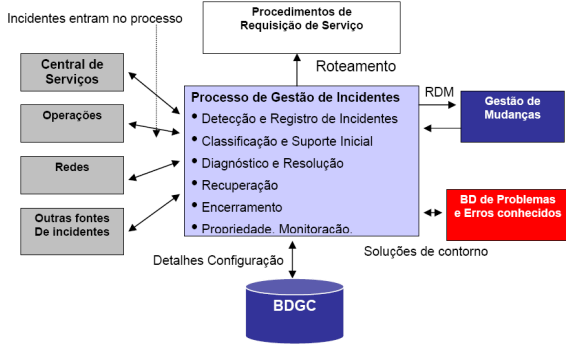 Incidentes entram no processo
Procedimentos de
Requisição de Serviço
Roteamento
Central de
Serviços
Operações
Redes
Outras fontes
De incidentes
Processo de Gestão de Incidentes
• Detecção e Registro de Incidentes
• Classificação e Suporte Inicial
• Diagnóstico e Resolução
• Recuperação
• Encerramento
• Propriedade, Monitoração,
RDM
Gestão de
Mudanças
BD de Problemas
e Erros conhecidos
Soluções de contorno
Detalhes Configuração
BDGC